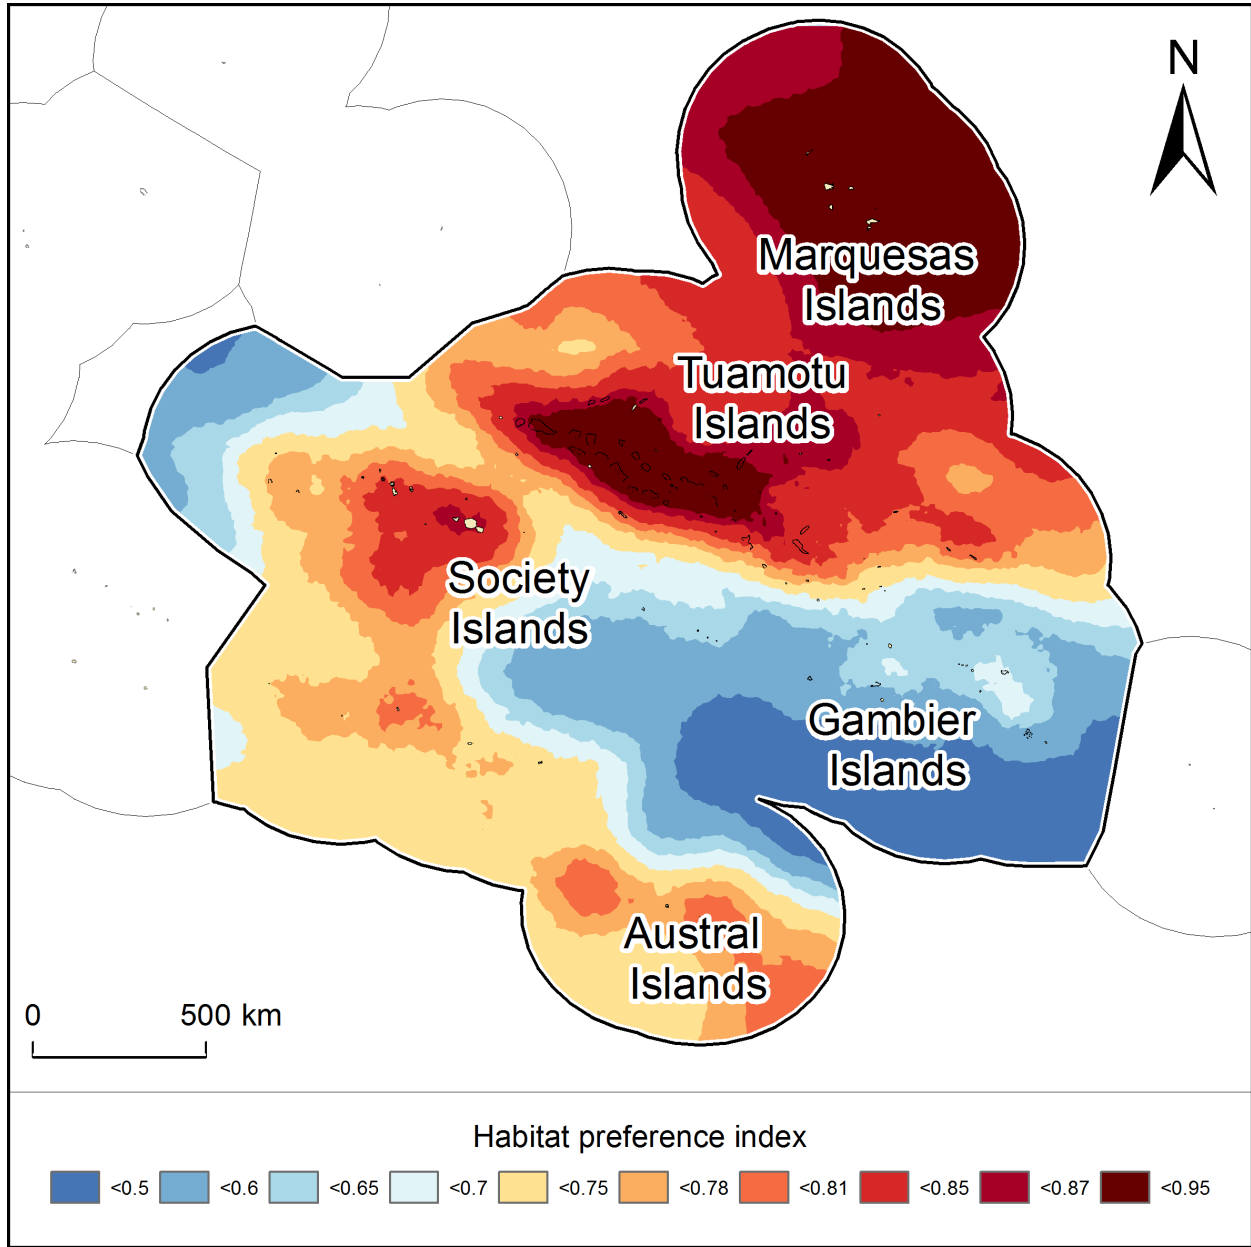 N
Marquesas
Islands
Tuamotu
Islands
Society
Islands
Gambier
Islands
Austral
Islands
0 500 km
Habitat preference index
<0.5 <0.6 <0.65 <0.7 <0.75 <0.78 <0.81 <0.85 <0.87 <0.95